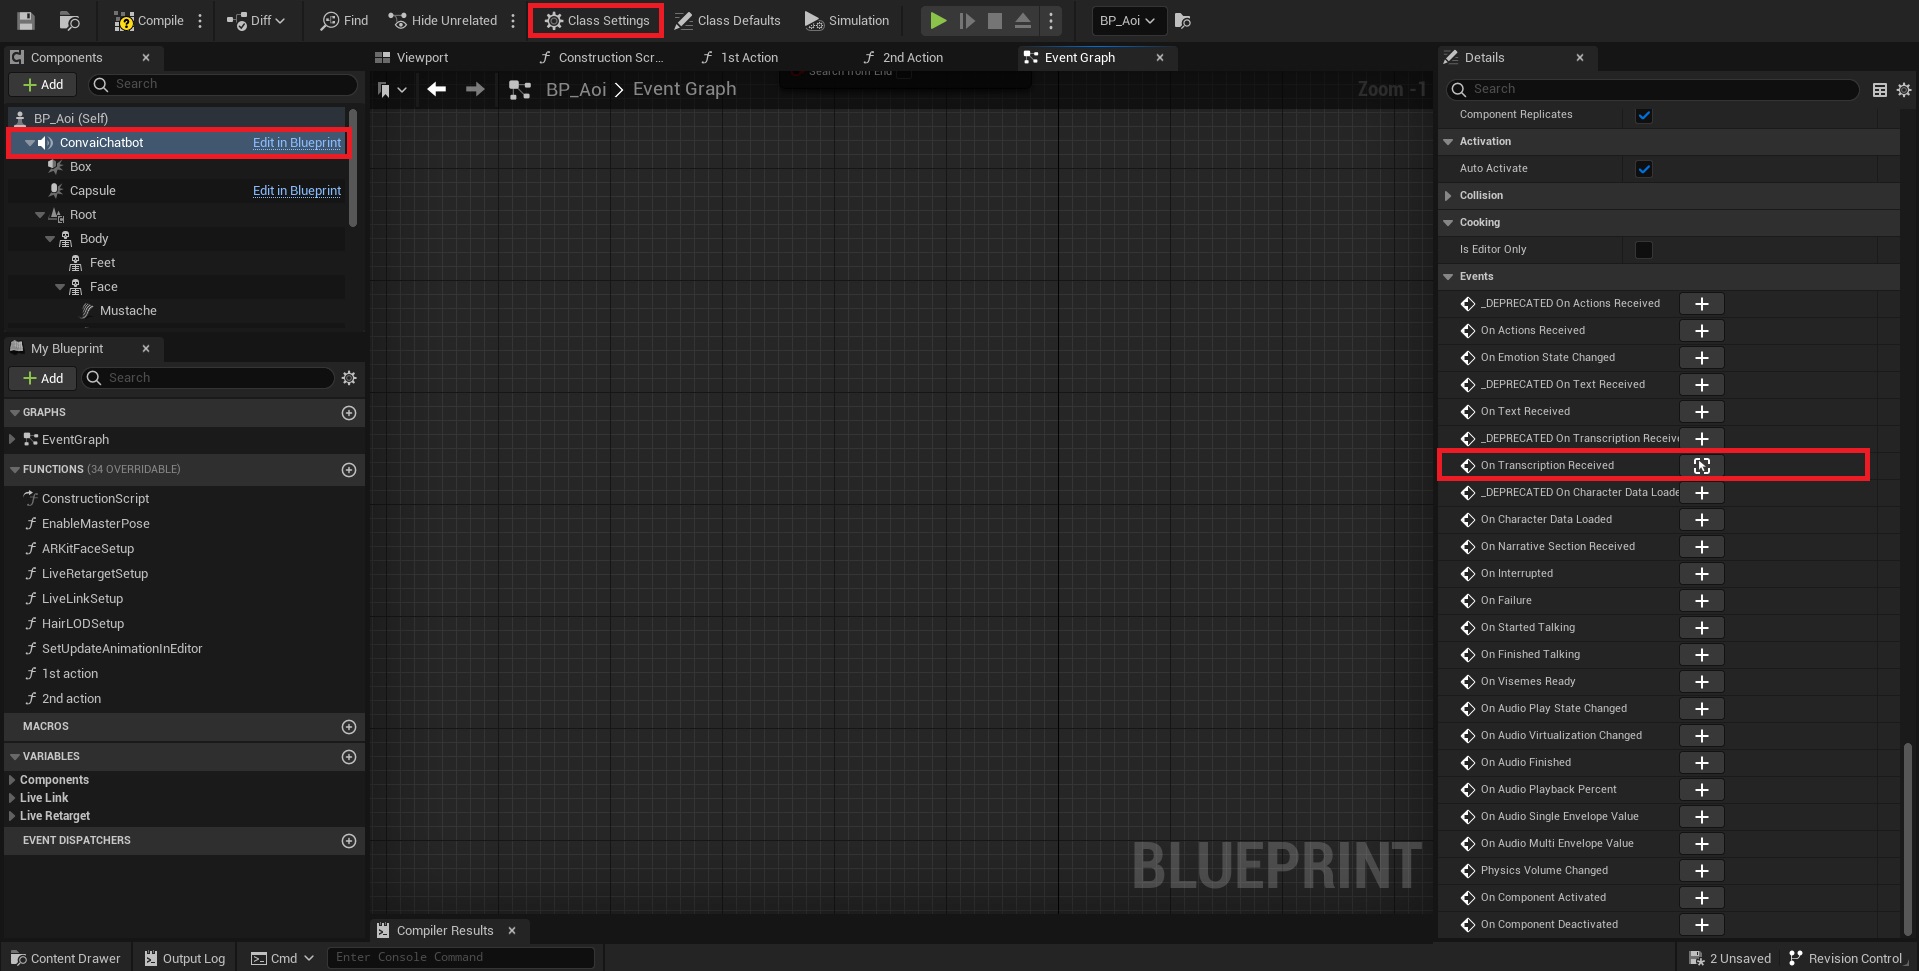 Compile
Diff
Find
Hide Unrelated
Class Settings
Class Defaults
Simulation
BP_Aoi
Components
Add
Search
BP_Aoi (Self)
ConvaiChatbot Edit in Blueprint
Box
Capsule Edit in Blueprint
Root
Body
Feet
Face
Mustache
My Blueprint
Add
Search
GRAPHS
EventGraph
FUNCTIONS (34 OVERRIDABLE)
ConstructionScript
EnableMasterPose
ARKitFaceSetup
LiveRetargetSetup
LiveLinkSetup
HairLODSetup
SetUpdateAnimationInEditor
1st action
2nd action
MACROS
VARIABLES
Components
Live Link
Live Retarget
EVENT DISPATCHERS
Viewport
Construction Scr...
1st Action
2nd Action
Event Graph
Search from End
BP_Aoi > Event Graph
Zoom -1
BLUEPRINT
Compiler Results
Details
Search
Component Replicates
Activation
Auto Activate
Collision
Cooking
Is Editor Only
Events
_DEPRECATED On Actions Received
On Actions Received
On Emotion State Changed
_DEPRECATED On Text Received
On Text Received
_DEPRECATED On Transcription Receiv
On Transcription Received
_DEPRECATED On Character Data Loade
On Character Data Loaded
On Narrative Section Received
On Interrupted
On Failure
On Started Talking
On Finished Talking
On Visemes Ready
On Audio Play State Changed
On Audio Virtualization Changed
On Audio Finished
On Audio Playback Percent
On Audio Single Envelope Value
On Audio Multi Envelope Value
Physics Volume Changed
On Component Activated
On Component Deactivated
Content Drawer
Output Log
Cmd
Enter Console Command
2 Unsaved
Revision Control